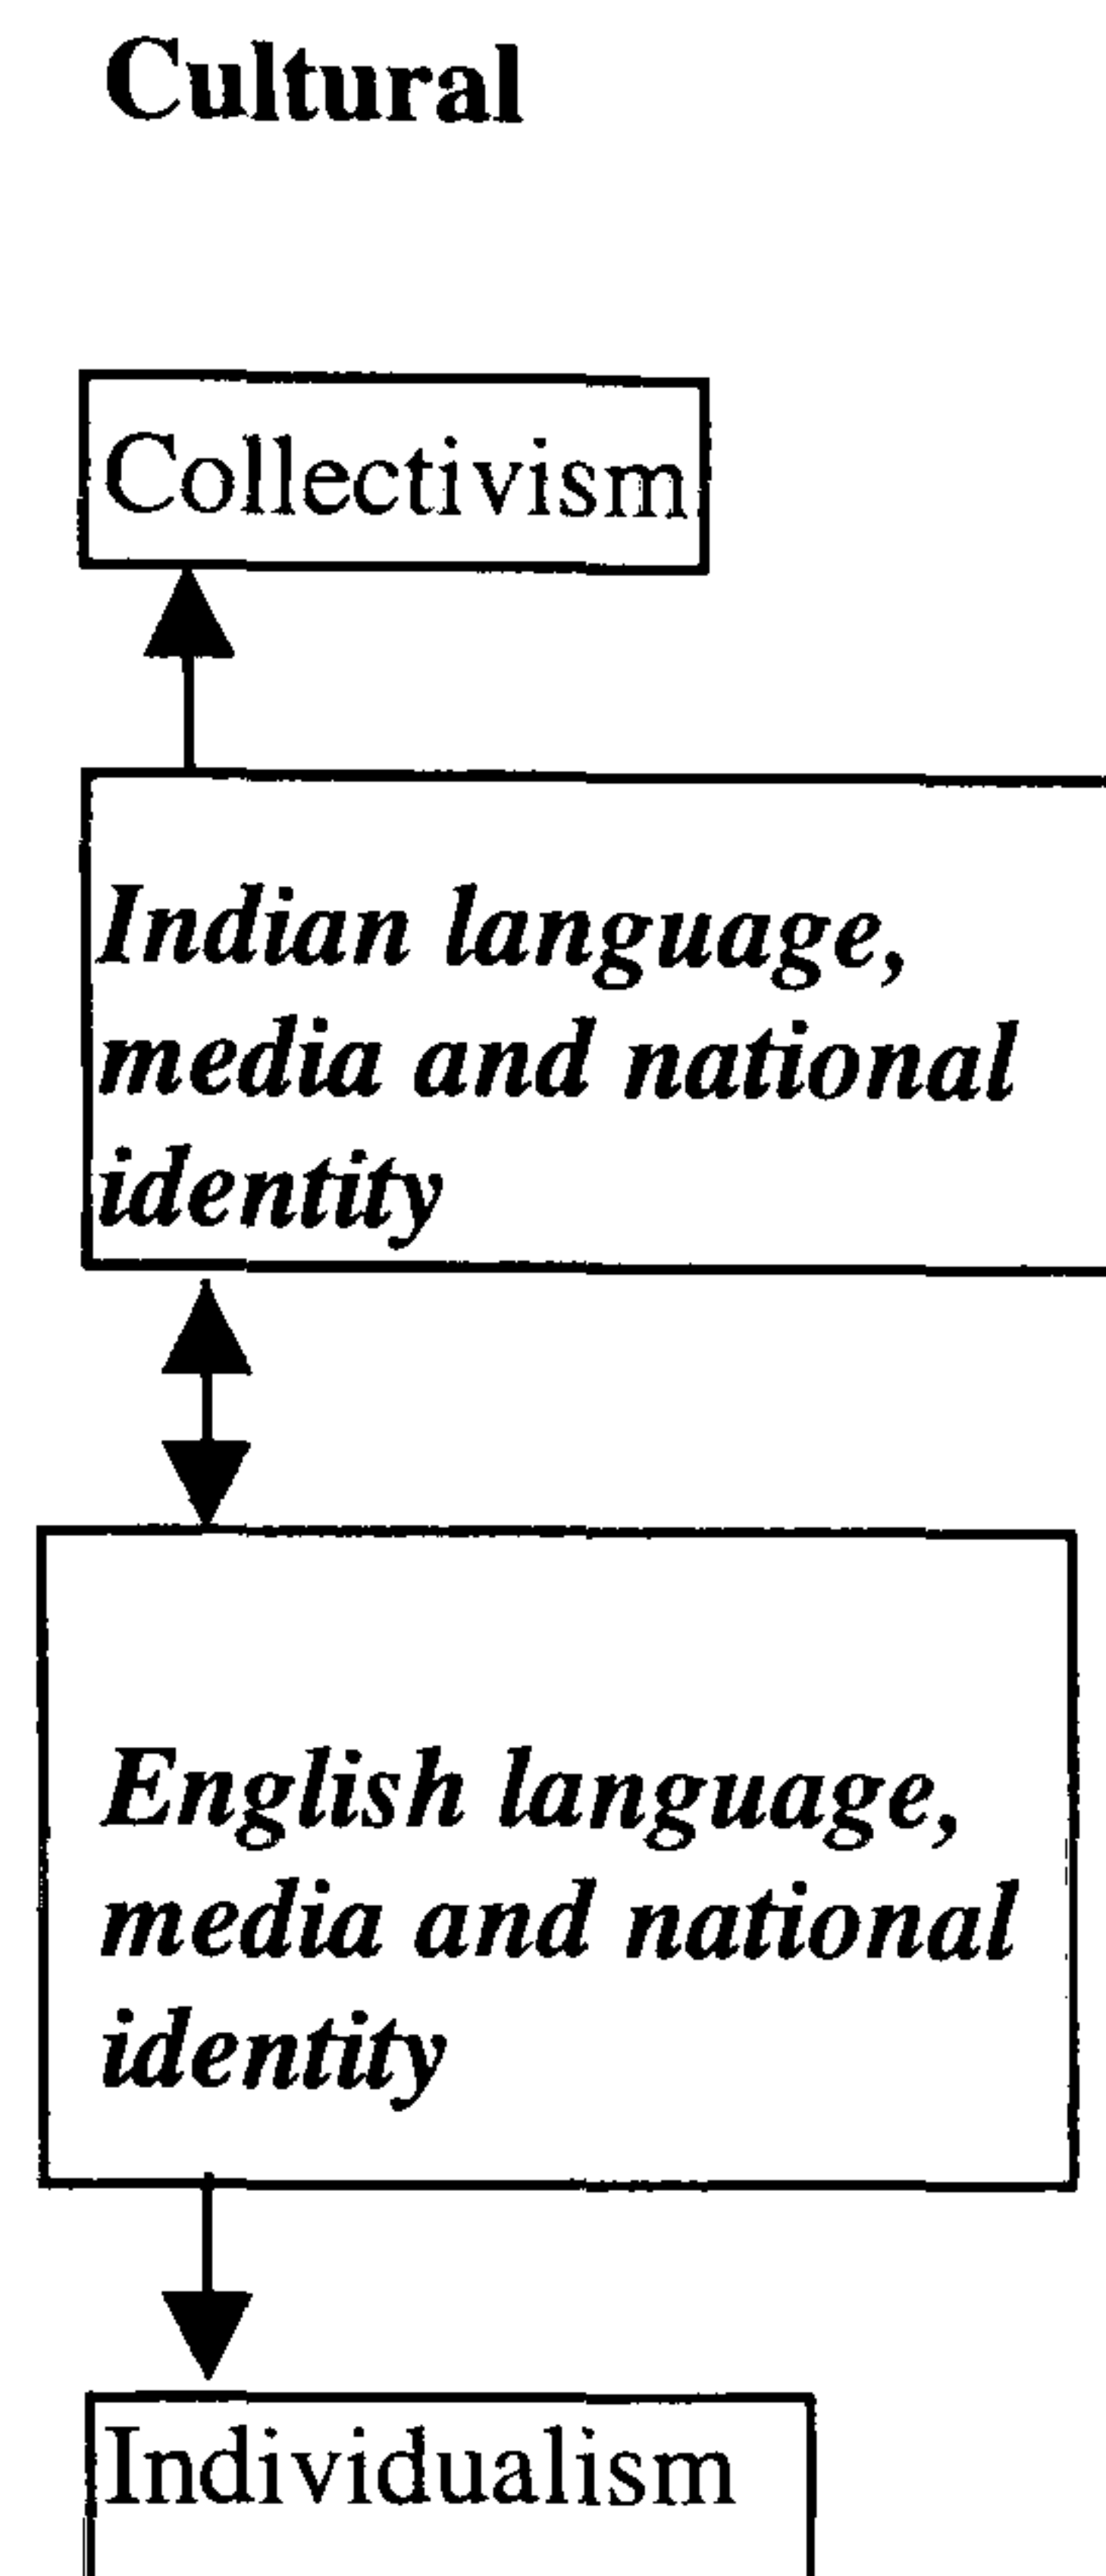 Cultural
Collectivism
Indian language,
media and national
identity
English language,
media and national
identity
Individualism